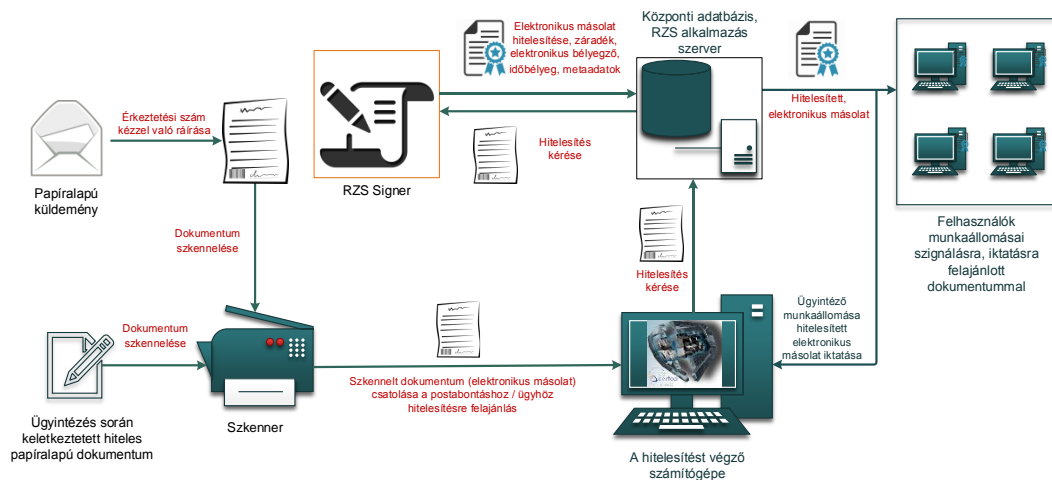 Elektronikus másolat
hitelesítése, záradék,
elektronikus bélyegző,
időbélyeg, metaadatok
Központi adatbázis,
RZS alkalmazás
szerver
Érkeztetési szám
kézzel való ráírása
Hitelesített,
elektronikus másolat
Hitelesítés
kérése
Papíralapú
küldemény
RZS Signer
Felhasználók
munkaállomásai
szignálásra, iktatásra
felajánlott
dokumentummal
Dokumentum
szkennelése
Hitelesítés
kérése
Ügyintéző
munkaállomása
hitelesített
elektronikus
másolat iktatása
Dokumentum
szkennelése
certop
Szkennelt dokumentum (elektronikus másolat)
csatolása a postabontáshoz / ügyhöz
hitelesítésre felajánlás
Ügyintézés során
keletkeztetett hiteles
papíralapú dokumentum
Szkenner
A hitelesítést végző
számítógépe